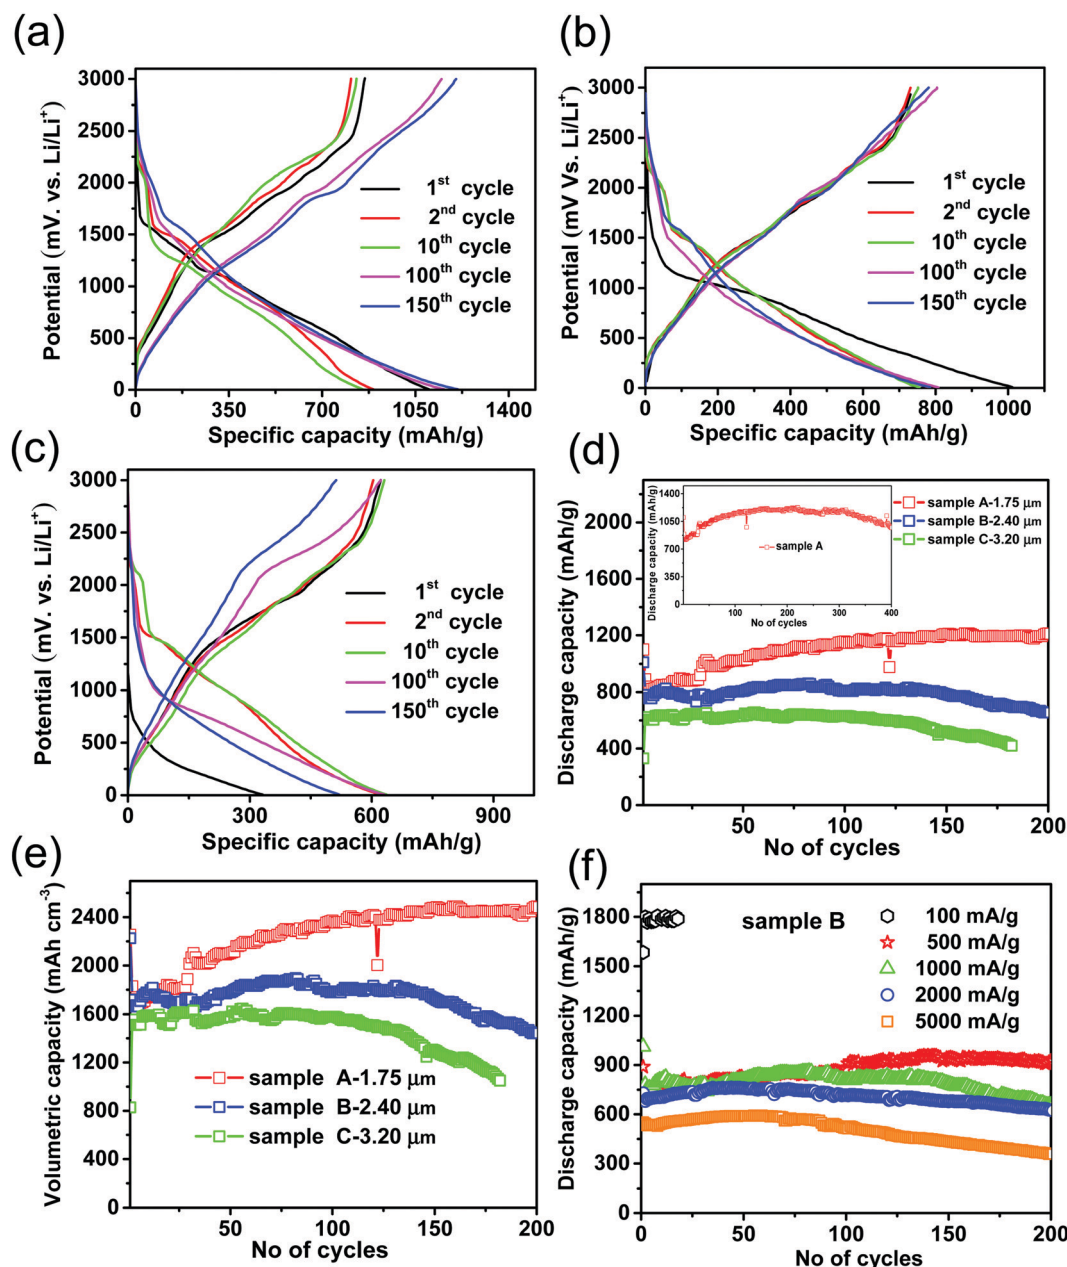 (a)
3000
2500
2000
1500
1000
500
0
Potential (mV. vs. Li/Li⁺)
1ˢᵗ cycle
2ⁿᵈ cycle
10ᵗʰ cycle
100ᵗʰ cycle
150ᵗʰ cycle
0 350 700 1050 1400
Specific capacity (mAh/g)
(b)
3000
2500
2000
1500
1000
500
0
Potential (mV Vs. Li/Li⁺)
1ˢᵗ cycle
2ⁿᵈ cycle
10ᵗʰ cycle
100ᵗʰ cycle
150ᵗʰ cycle
0 200 400 600 800 1000
Specific capacity (mAh/g)
(c)
3000
2500
2000
1500
1000
500
0
Potential (mV. vs. Li/Li⁺)
1ˢᵗ cycle
2ⁿᵈ cycle
10ᵗʰ cycle
100ᵗʰ cycle
150ᵗʰ cycle
0 300 600 900
Specific capacity (mAh/g)
(d)
2000
1600
1200
800
400
0
Discharge capacity (mAh/g)
1400
1050
700
350
0
Discharge capacity (mAh/g)
sample A
100 200 300 400
No of cycles
sample A-1.75 μm
sample B-2.40 μm
sample C-3.20 μm
50 100 150 200
No of cycles
(e)
2400
2000
1600
1200
800
400
0
Volumetric capacity (mAh cm⁻³)
sample A-1.75 μm
sample B-2.40 μm
sample C-3.20 μm
50 100 150 200
No of cycles
(f)
1800
1500
1200
900
600
300
0
Discharge capacity (mAh/g)
sample B
100 mA/g
500 mA/g
1000 mA/g
2000 mA/g
5000 mA/g
0 50 100 150 200
No of cycles